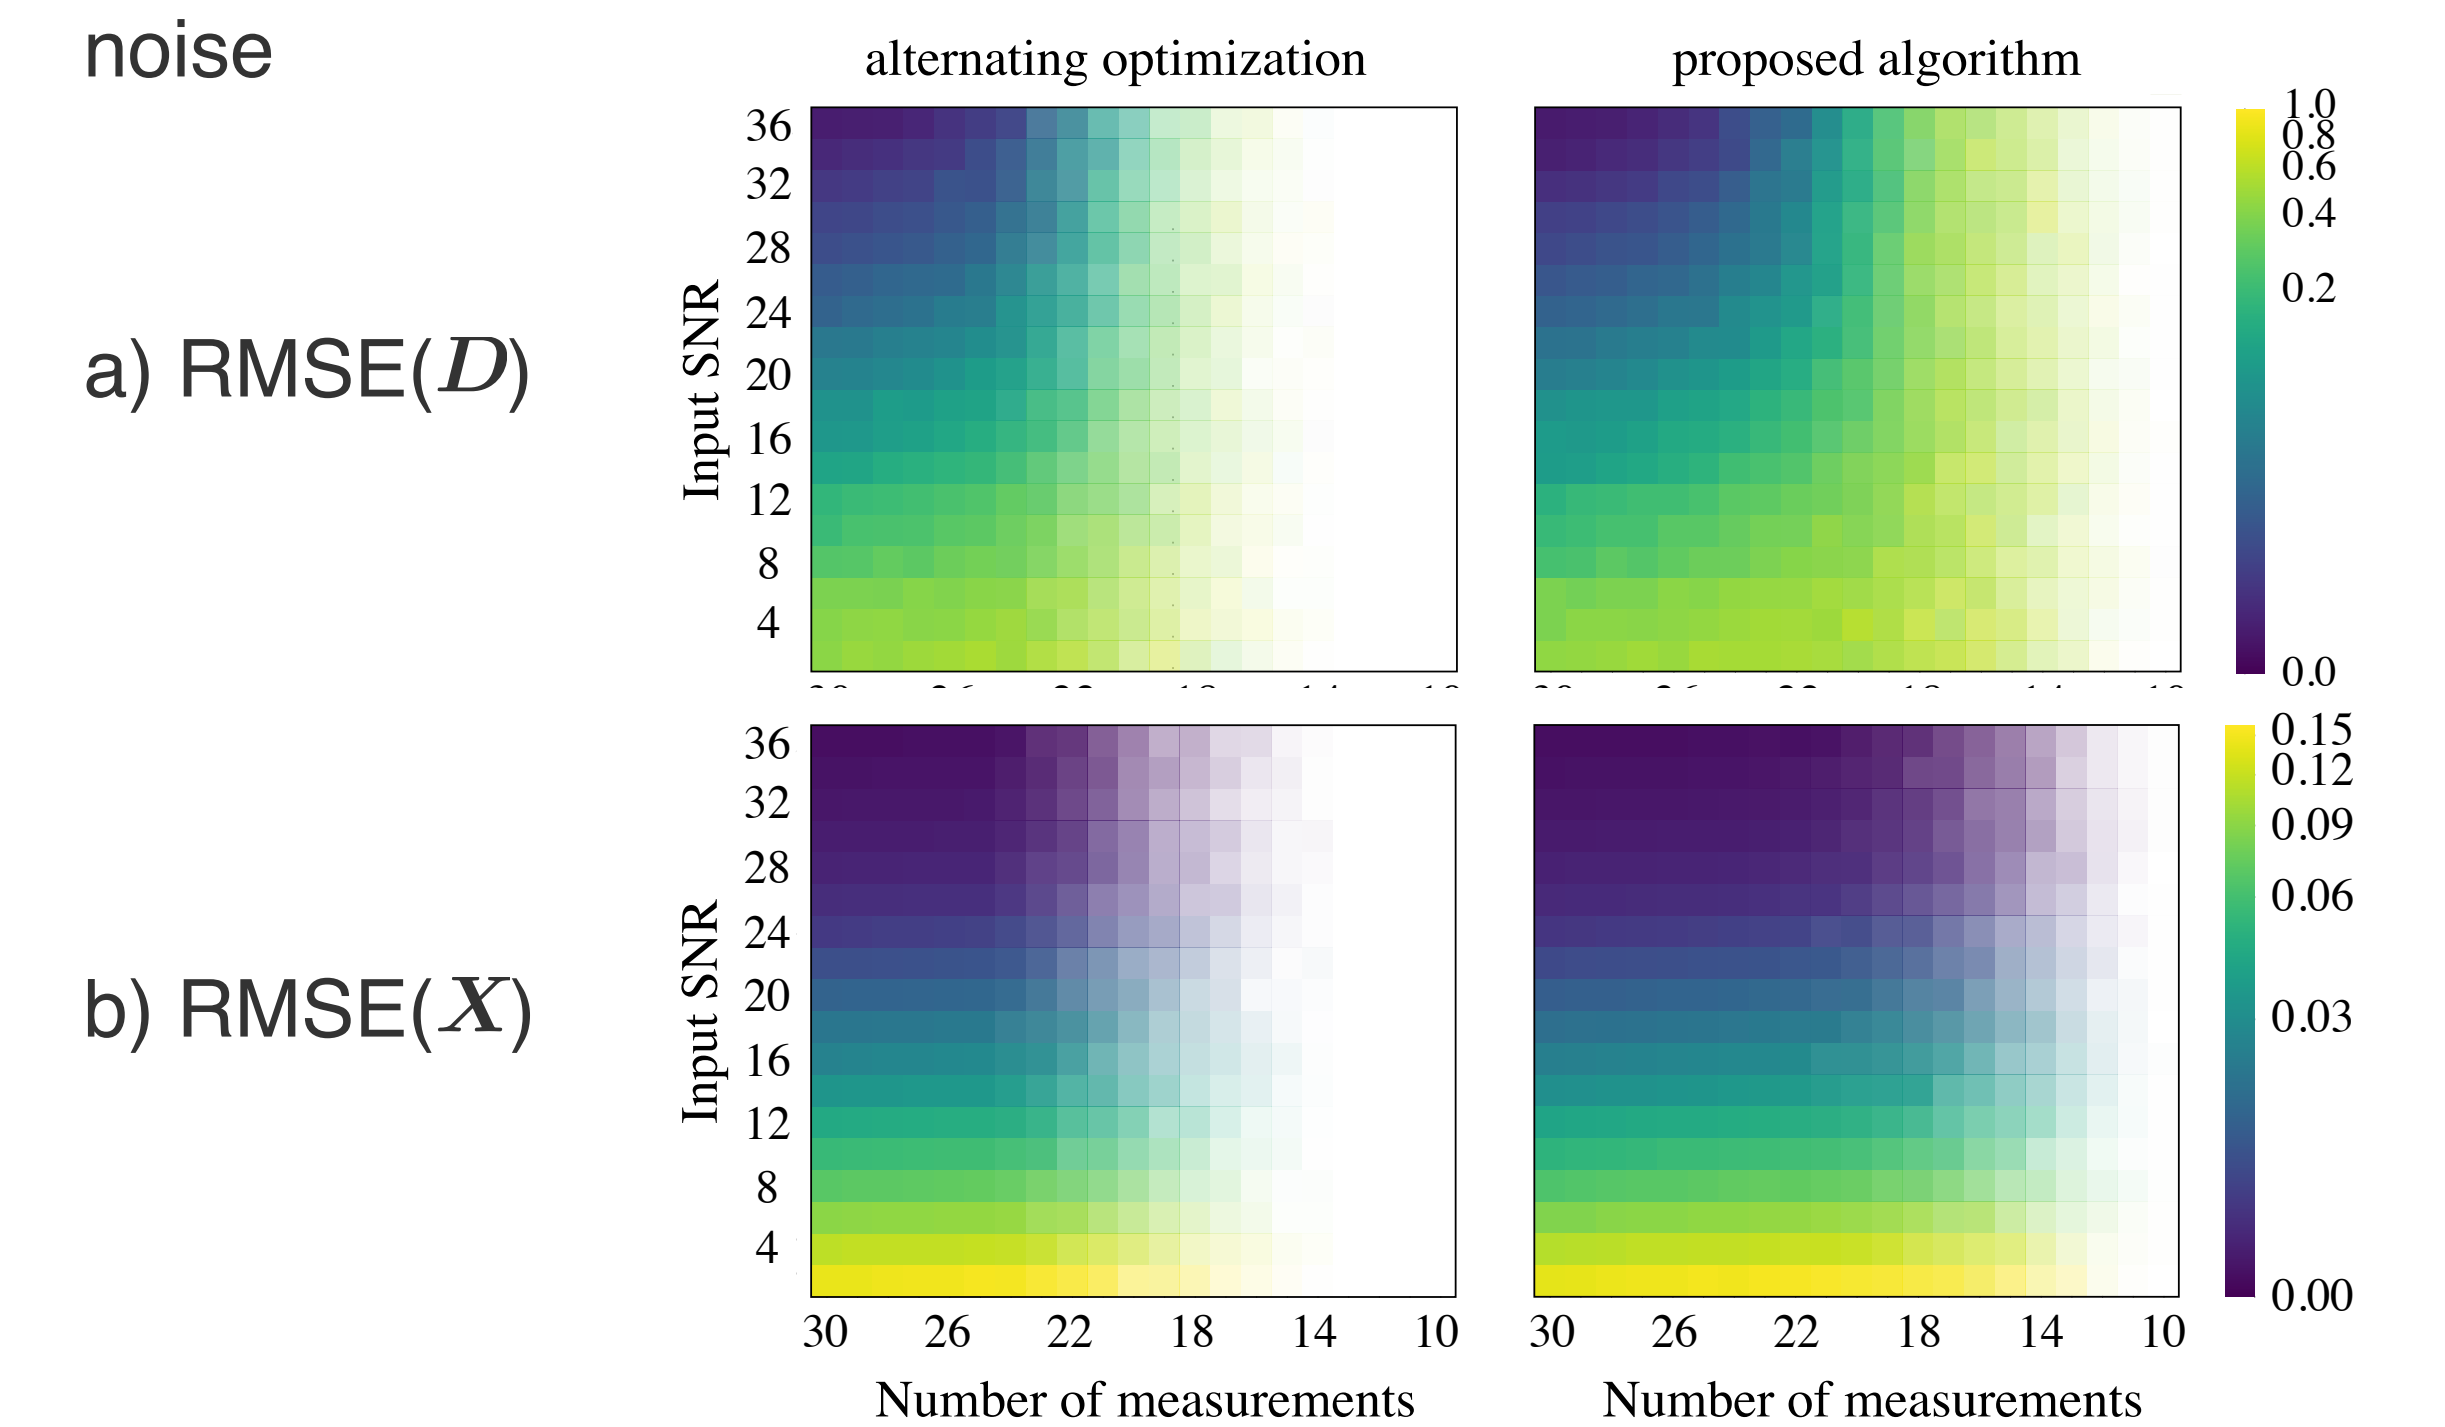 noise
alternating optimization
proposed algorithm
a) RMSE(D)
Input SNR
36
32
28
24
20
16
12
8
4
1.0
0.8
0.6
0.4
0.2
0.0
b) RMSE(X)
Input SNR
36
32
28
24
20
16
12
8
4
0.15
0.12
0.09
0.06
0.03
0.00
30 26 22 18 14 10
30 26 22 18 14 10
Number of measurements
Number of measurements